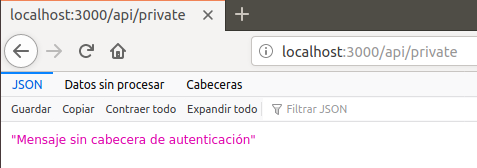 localhost:3000/api/private
localhost:3000/api/private
JSON Datos sin procesar Cabeceras
Guardar Copiar Contraer todo Expandir todo Filtrar JSON
"Mensaje sin cabecera de autenticación"